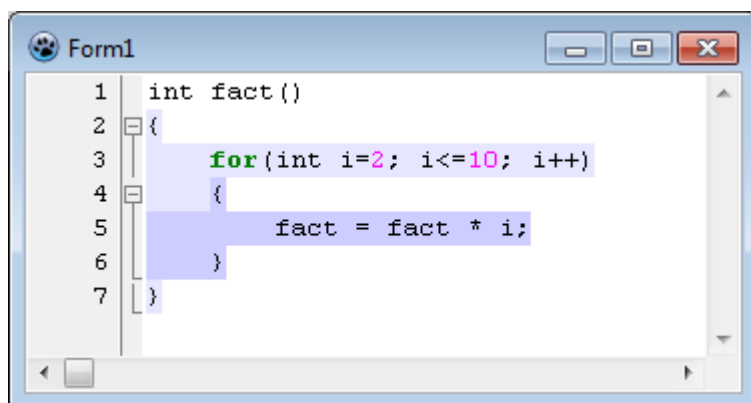 Form1
1 int fact()
2 {
3     for(int i=2; i<=10; i++)
4     {
5         fact = fact * i;
6     }
7 }